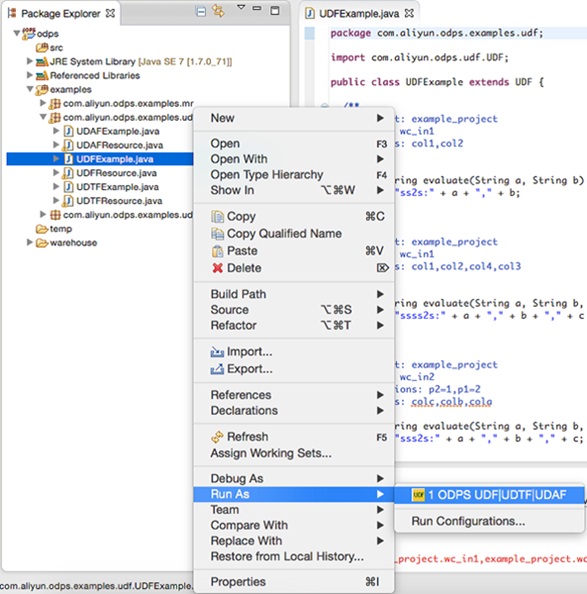 Package Explorer
odps
src
JRE System Library [Java SE 7 [1.7.0_71]]
Referenced Libraries
examples
com.aliyun.odps.examples.mr
com.aliyun.odps.examples.ud
UDAFExample.java
UDAFResource.java
UDFExample.java
UDFResource.java
UDTFExample.java
UDTFResource.java
com.aliyun.odps.examples.ud
temp
warehouse
New
Open F3
Open With
Open Type Hierarchy F4
Show In ⌥⌘W
Copy ⌘C
Copy Qualified Name
Paste ⌘V
Delete ⌦
Build Path
Source ⌥⌘S
Refactor ⌥⌘T
Import...
Export...
References
Declarations
Refresh F5
Assign Working Sets...
Debug As
Run As
Team
Compare With
Replace With
Restore from Local History...
Properties ⌘I
UDF 1 ODPS UDF|UDTF|UDAF
Run Configurations...
UDFExample.java
package com.aliyun.odps.examples.udf;
import com.aliyun.odps.udf.UDF;
public class UDFExample extends UDF {
/**
t: example_project
wc_in1
s: col1,col2
ring evaluate(String a, String b)
"ss2s:" + a + "," + b;
t: example_project
wc_in1
s: col1,col2,col4,col3
ring evaluate(String a, String b,
"ssss2s:" + a + "," + b + "," + c
t: example_project
wc_in2
ions: p2=1,p1=2
s: colc,colb,cola
ring evaluate(String a, String b,
"sss2s:" + a + "," + b + "," + c;
_project.wc_in1,example_project.wc
com.aliyun.odps.examples.udf.UDFExample.